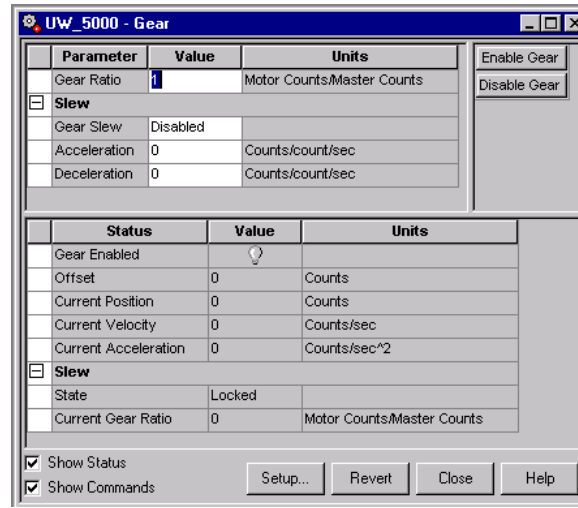 UW_5000 - Gear
Parameter Value Units
Gear Ratio 1 Motor Counts/Master Counts
Slew
Gear Slew Disabled
Acceleration 0 Counts/count/sec
Deceleration 0 Counts/count/sec
Enable Gear
Disable Gear
Status Value Units
Gear Enabled
Offset 0 Counts
Current Position 0 Counts
Current Velocity 0 Counts/sec
Current Acceleration 0 Counts/sec^2
Slew
State Locked
Current Gear Ratio 0 Motor Counts/Master Counts
Show Status
Show Commands
Setup... Revert Close Help